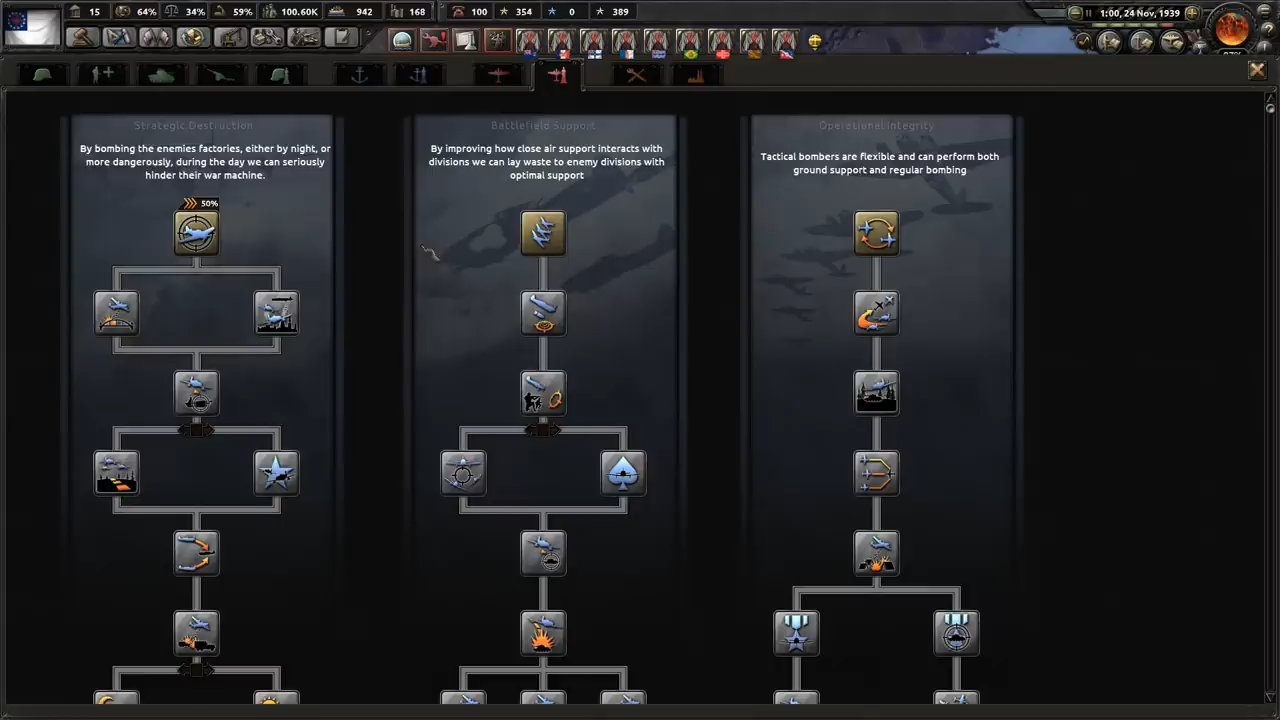 15 64% 34% 59% 100.60K 942 168 100 354 0 389 1:00, 24 Nov, 1939
Strategic Destruction
By bombing the enemies factories, either by night, or
more dangerously, during the day we can seriously
hinder their war machine.
50%
Battlefield Support
By improving how close air support interacts with
divisions we can lay waste to enemy divisions with
optimal support
Operational Integrity
Tactical bombers are flexible and can perform both
ground support and regular bombing